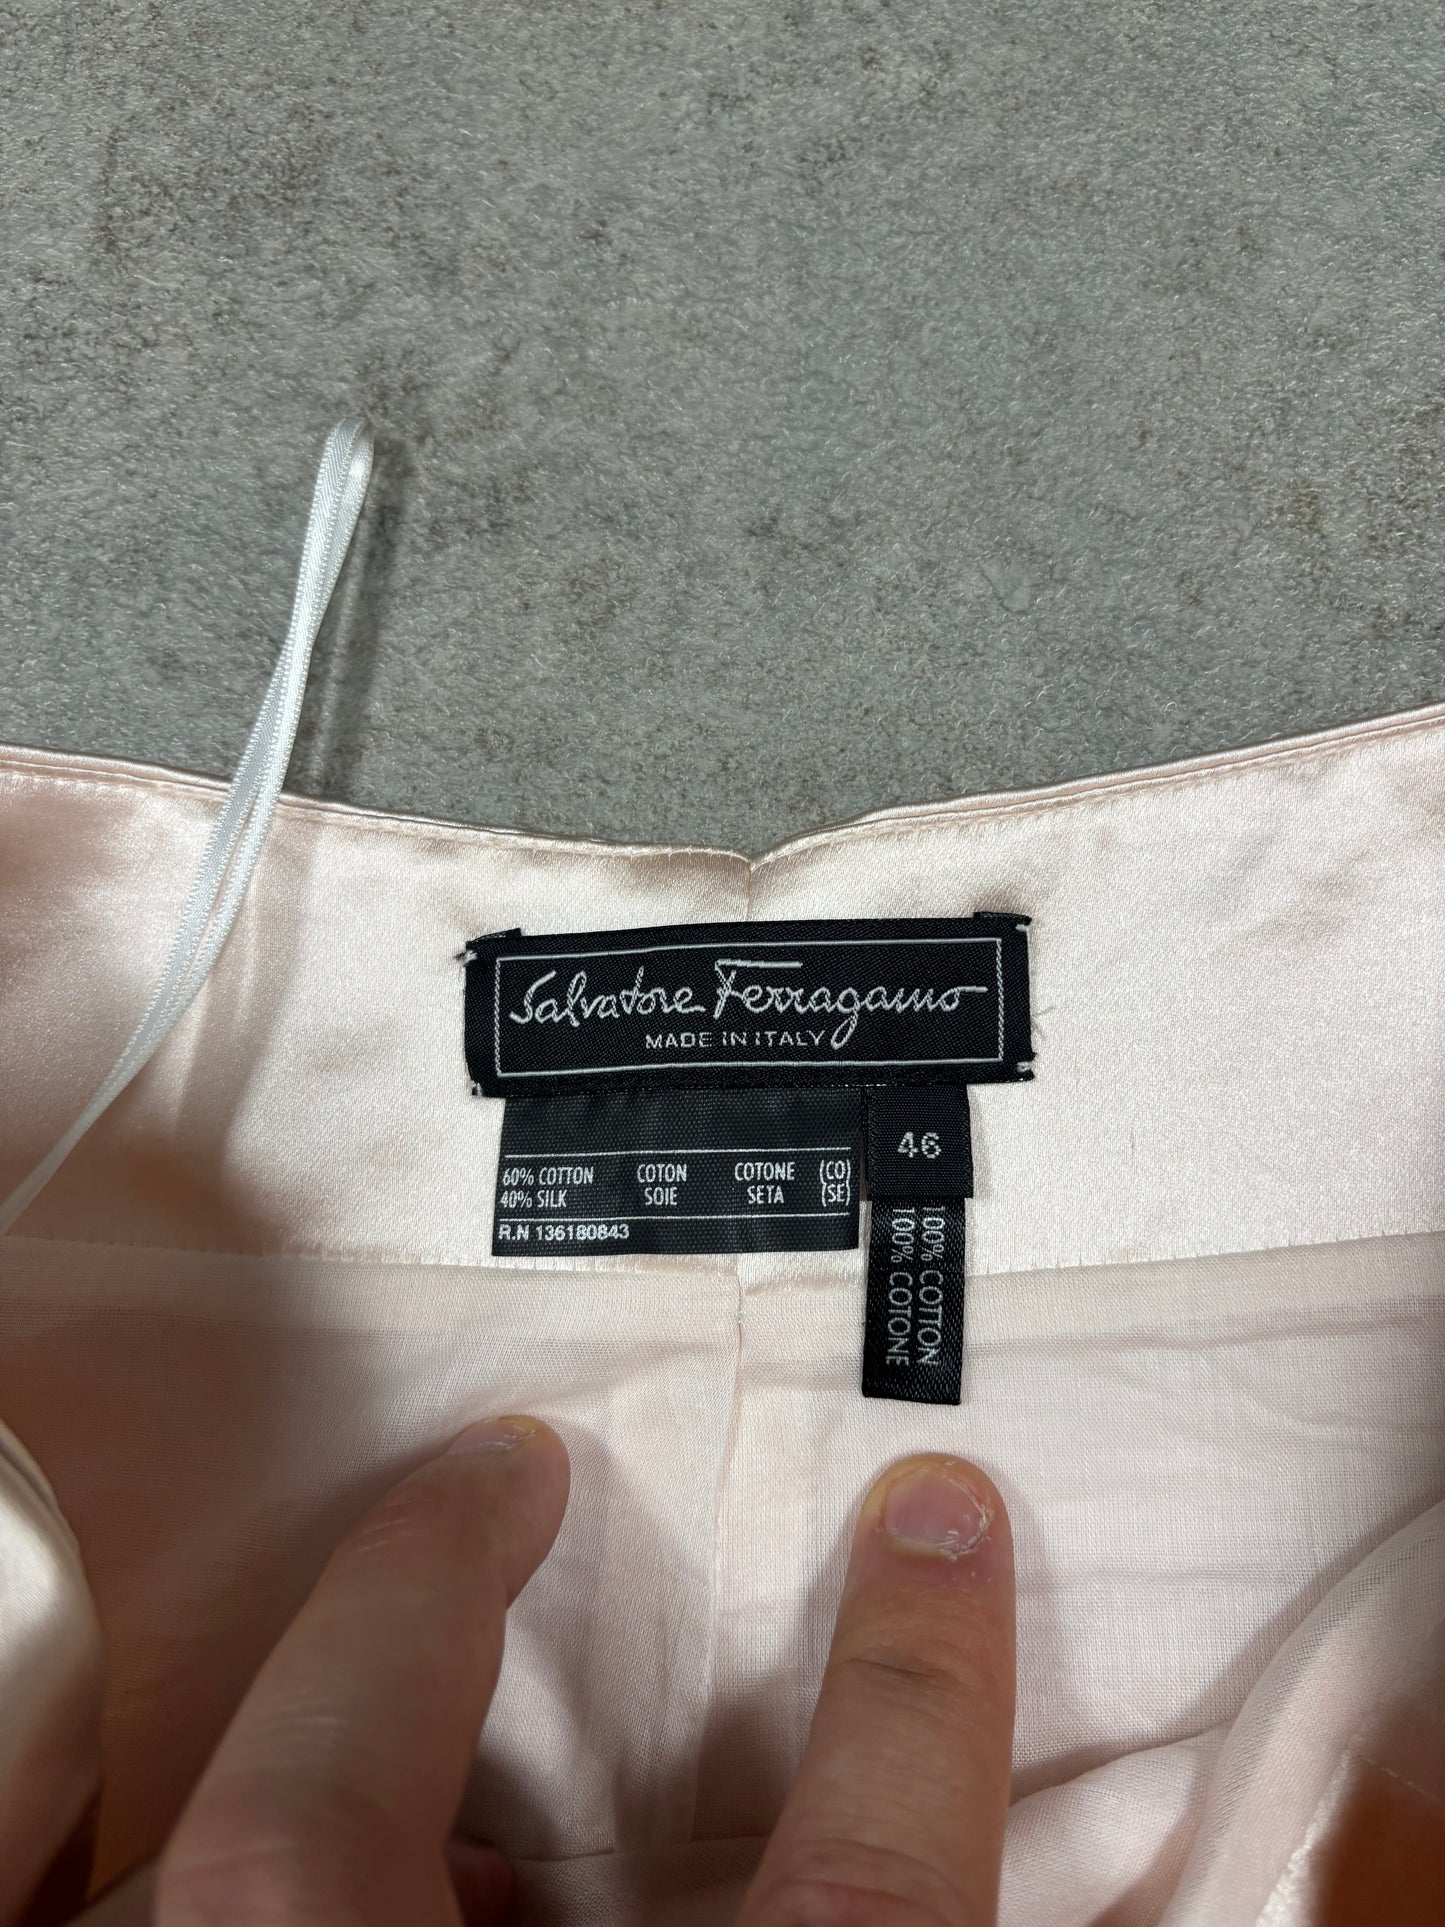 Salvatore Ferragamo
MADE IN ITALY
46
60% COTTON COTON COTONE (CO)
40% SILK SOIE SETA (SE)
R.N 136180843
100% COTTON
100% COTONE